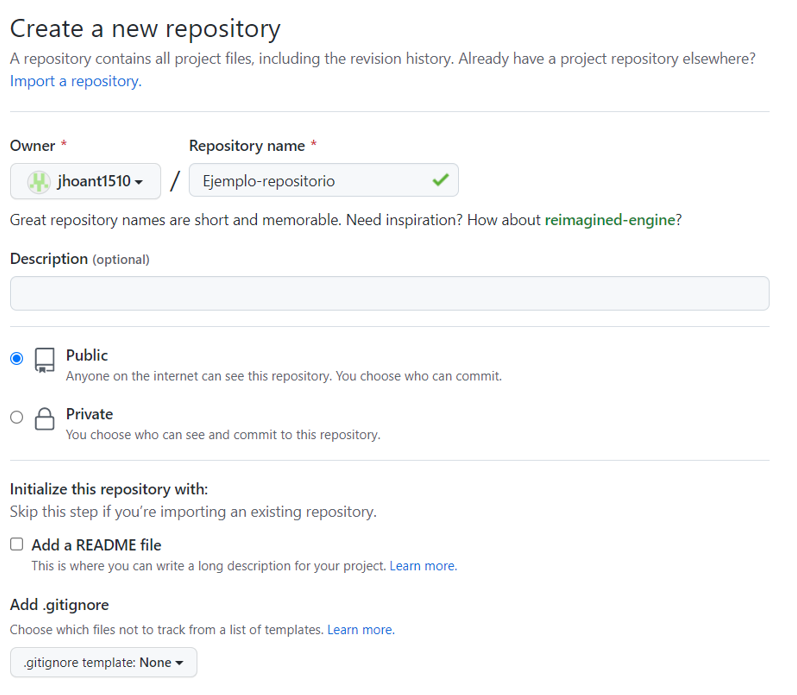 Create a new repository
A repository contains all project files, including the revision history. Already have a project repository elsewhere?
Import a repository.
Owner * Repository name *
jhoant1510 / Ejemplo-repositorio
Great repository names are short and memorable. Need inspiration? How about reimagined-engine?
Description (optional)
Public
Anyone on the internet can see this repository. You choose who can commit.
Private
You choose who can see and commit to this repository.
Initialize this repository with:
Skip this step if you’re importing an existing repository.
Add a README file
This is where you can write a long description for your project. Learn more.
Add .gitignore
Choose which files not to track from a list of templates. Learn more.
.gitignore template: None